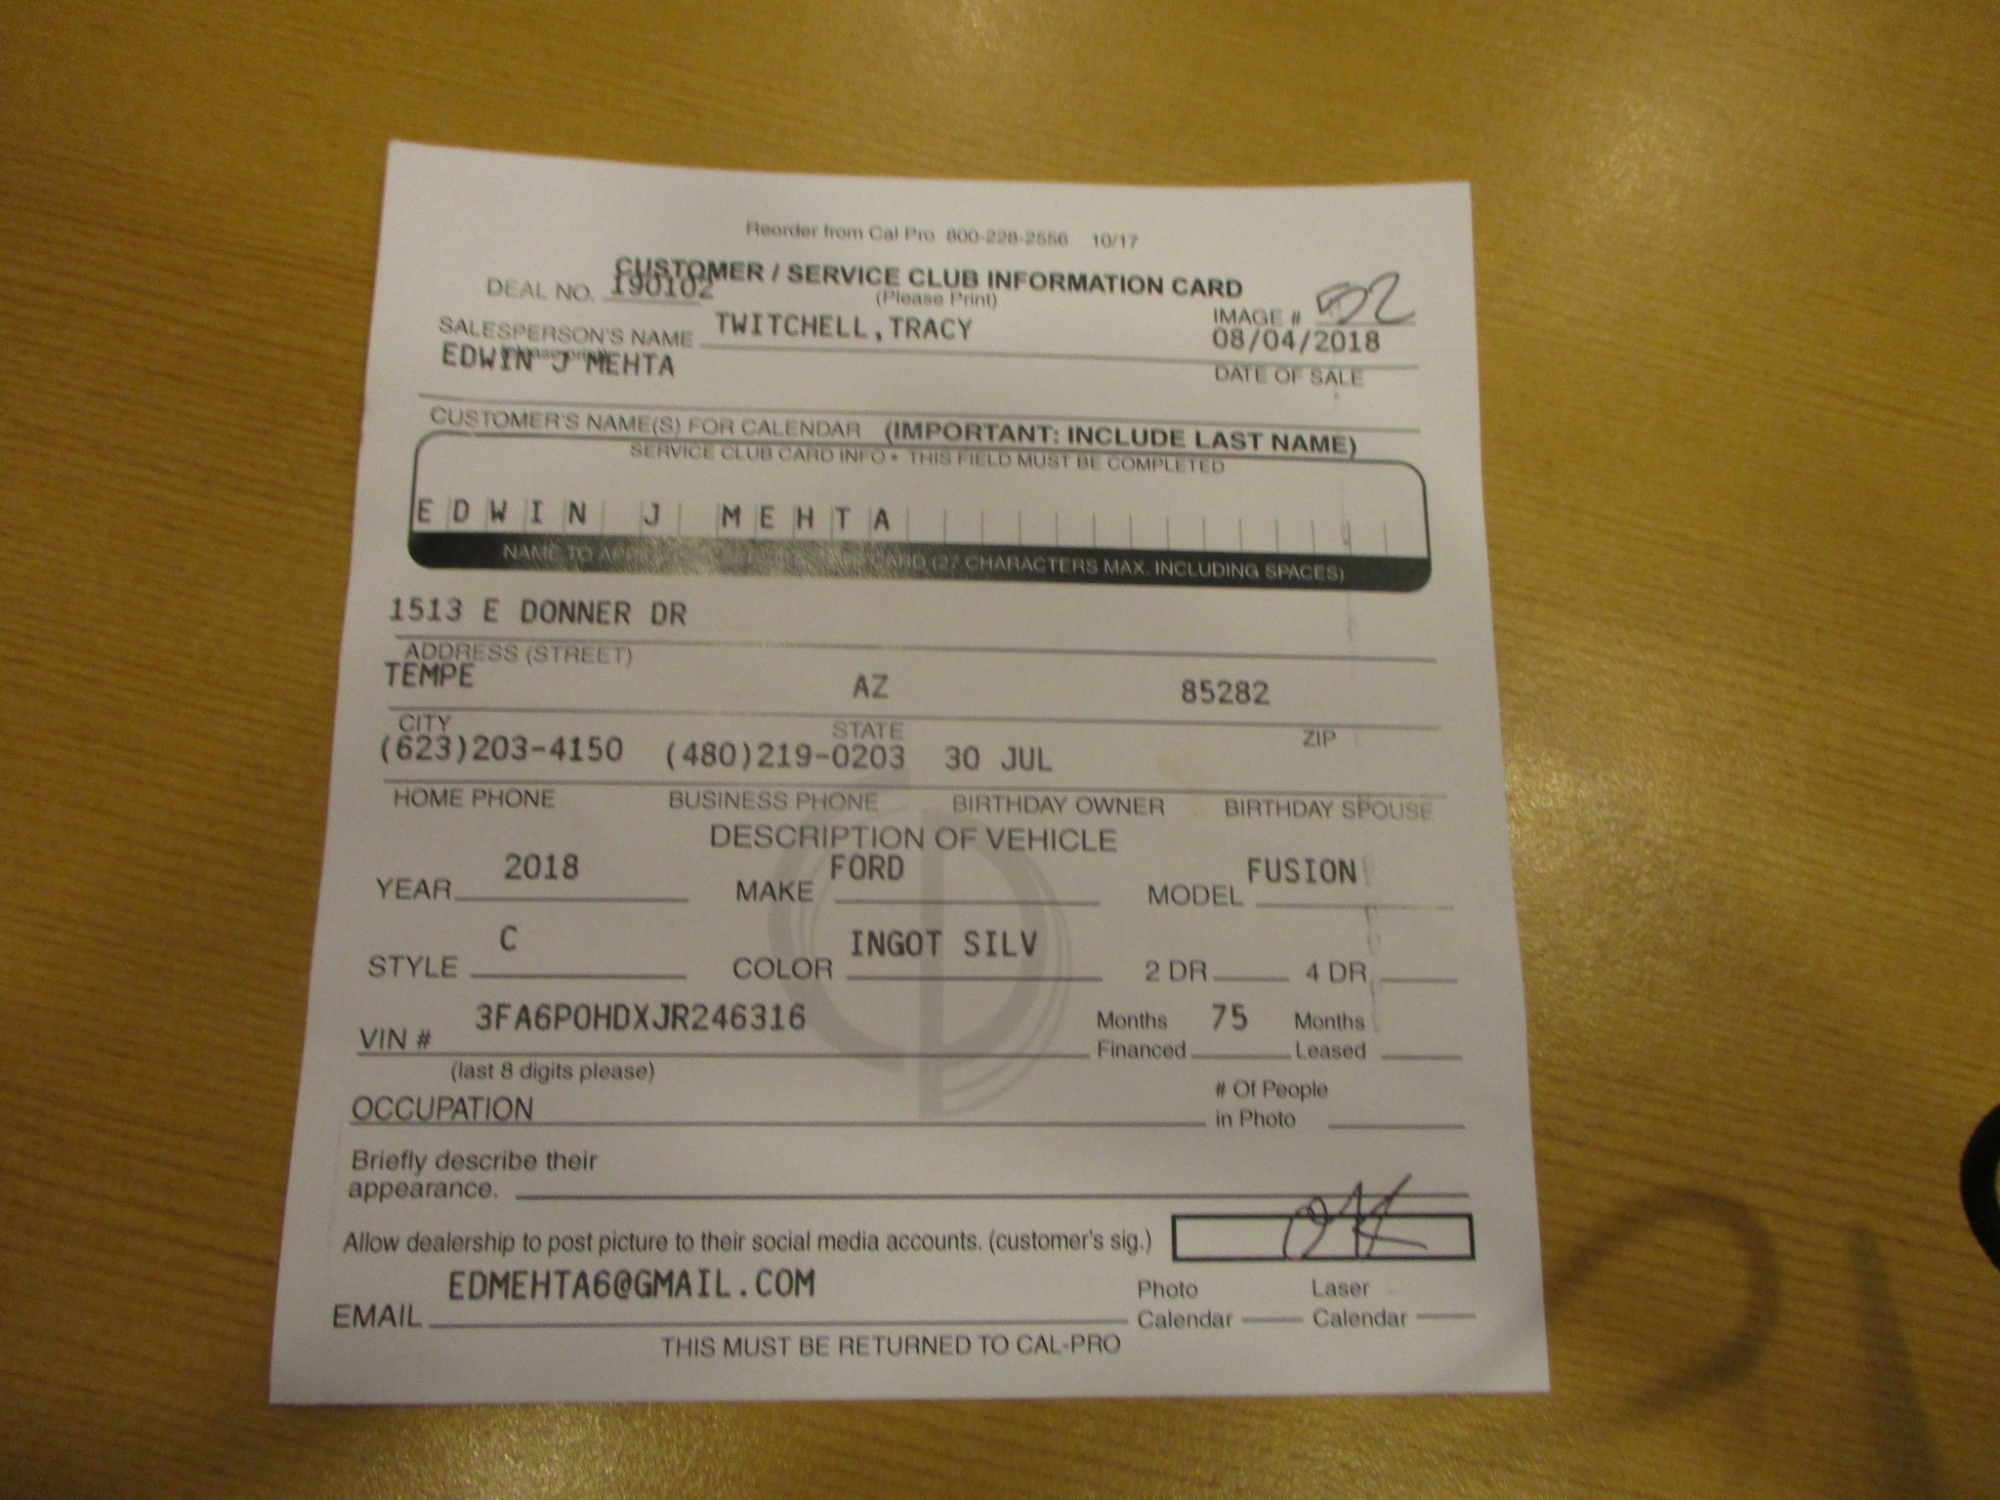 Reorder from Cal Pro 800-228-2556 10/17
CUSTOMER / SERVICE CLUB INFORMATION CARD
DEAL NO. 190102 (Please Print)
IMAGE #
SALESPERSON'S NAME TWITCHELL,TRACY 08/04/2018
(please print)
EDWIN J MEHTA DATE OF SALE
CUSTOMER'S NAME(S) FOR CALENDAR (IMPORTANT: INCLUDE LAST NAME)
SERVICE CLUB CARD INFO • THIS FIELD MUST BE COMPLETED
EDWIN J MEHTA
NAME TO CARD (27 CHARACTERS MAX. INCLUDING SPACES)
1513 E DONNER DR
ADDRESS (STREET)
TEMPE AZ 85282
CITY STATE ZIP
(623)203-4150 (480)219-0203 30 JUL
HOME PHONE BUSINESS PHONE BIRTHDAY OWNER BIRTHDAY SPOUSE
DESCRIPTION OF VEHICLE
YEAR 2018 MAKE FORD MODEL FUSION
STYLE C COLOR INGOT SILV 2 DR 4 DR
VIN # 3FA6P0HDXJR246316 Months Financed 75 Months Leased
(last 8 digits please)
OCCUPATION # Of People in Photo
Briefly describe their
appearance.
Allow dealership to post picture to their social media accounts. (customer's sig.)
EMAIL EDMEHTA6@GMAIL.COM Photo Calendar Laser Calendar
THIS MUST BE RETURNED TO CAL-PRO